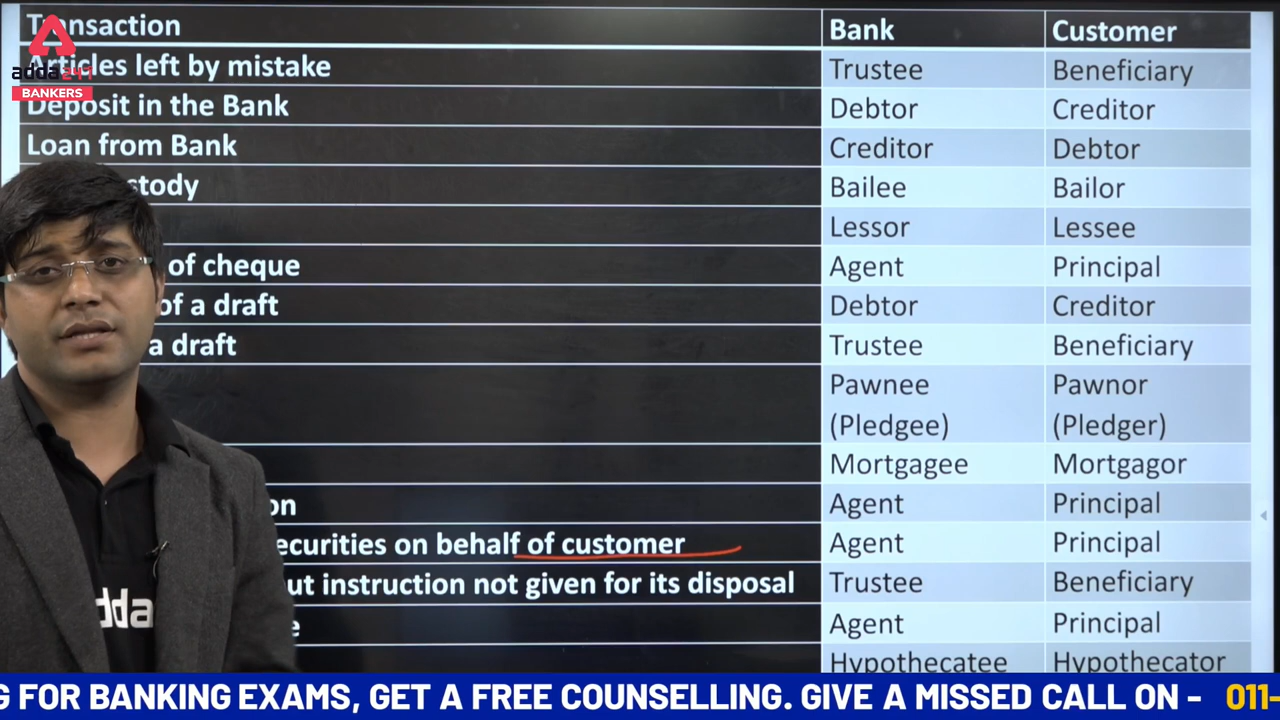 Transaction Bank Customer
Articles left by mistake Trustee Beneficiary
adda241
BANKERS
Deposit in the Bank Debtor Creditor
Loan from Bank Creditor Debtor
stody Bailee Bailor
Lessor Lessee
of cheque Agent Principal
of a draft Debtor Creditor
a draft Trustee Beneficiary
Pawnee Pawnor
(Pledgee) (Pledger)
Mortgagee Mortgagor
on Agent Principal
ecurities on behalf of customer Agent Principal
ut instruction not given for its disposal Trustee Beneficiary
e Agent Principal
Hypothecatee Hypothecator
adda
G FOR BANKING EXAMS, GET A FREE COUNSELLING. GIVE A MISSED CALL ON - 011-